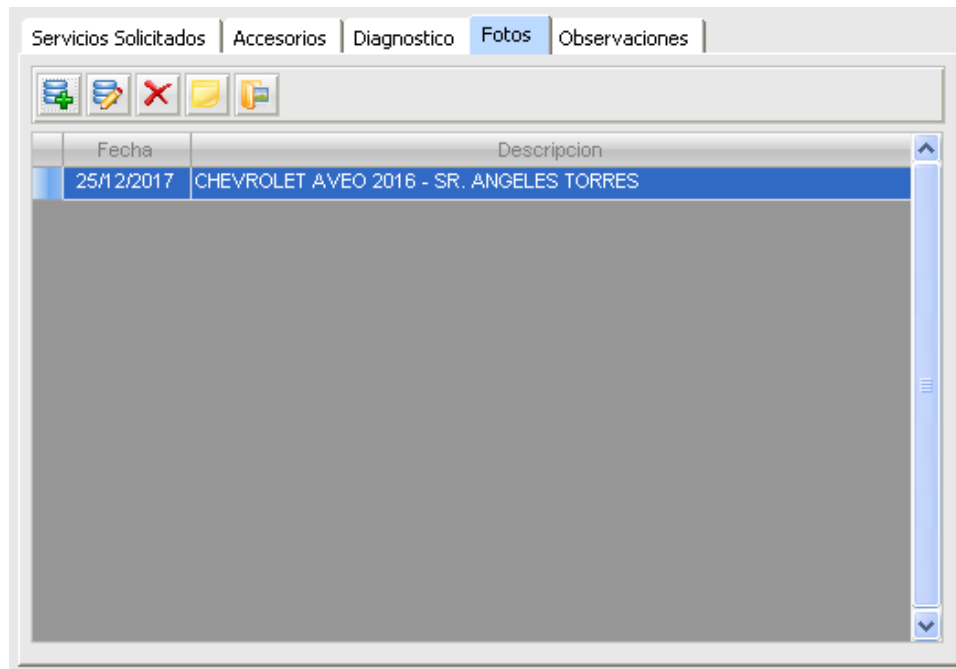 Servicios Solicitados Accesorios Diagnostico Fotos Observaciones
Fecha Descripcion
25/12/2017 CHEVROLET AVEO 2016 - SR. ANGELES TORRES